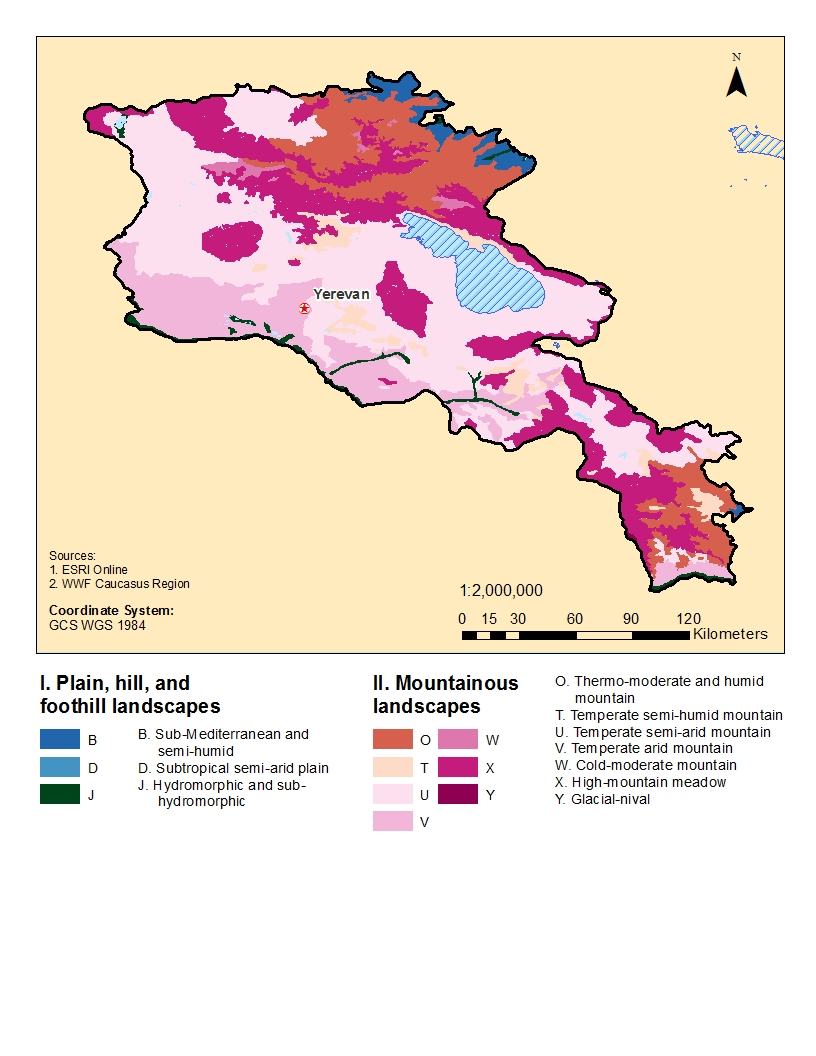 N
Yerevan
Sources:
1. ESRI Online
2. WWF Caucasus Region
Coordinate System:
GCS WGS 1984
1:2,000,000
0 15 30 60 90 120
Kilometers
I. Plain, hill, and
foothill landscapes
B
D
J
B. Sub-Mediterranean and
semi-humid
D. Subtropical semi-arid plain
J. Hydromorphic and sub-
hydromorphic
II. Mountainous
landscapes
O W
T X
U Y
V
O. Thermo-moderate and humid
mountain
T. Temperate semi-humid mountain
U. Temperate semi-arid mountain
V. Temperate arid mountain
W. Cold-moderate mountain
X. High-mountain meadow
Y. Glacial-nival